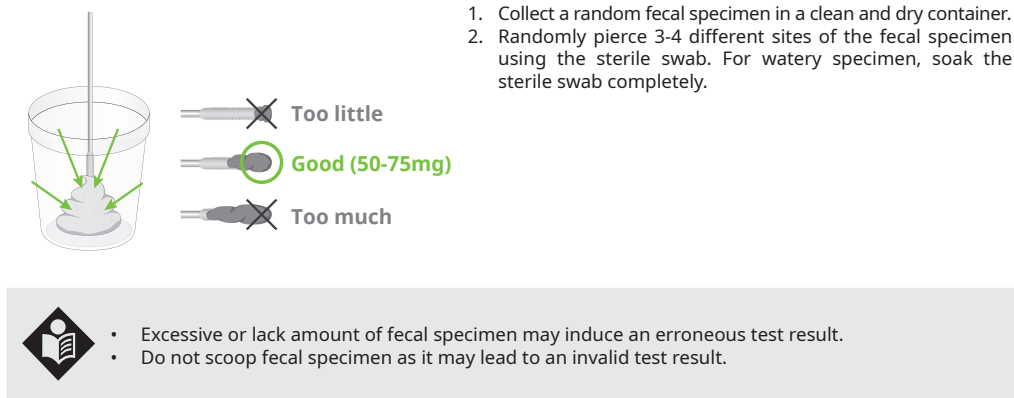 1. Collect a random fecal specimen in a clean and dry container.
2. Randomly pierce 3-4 different sites of the fecal specimen
using the sterile swab. For watery specimen, soak the
sterile swab completely.
Too little
Good (50-75mg)
Too much
• Excessive or lack amount of fecal specimen may induce an erroneous test result.
• Do not scoop fecal specimen as it may lead to an invalid test result.